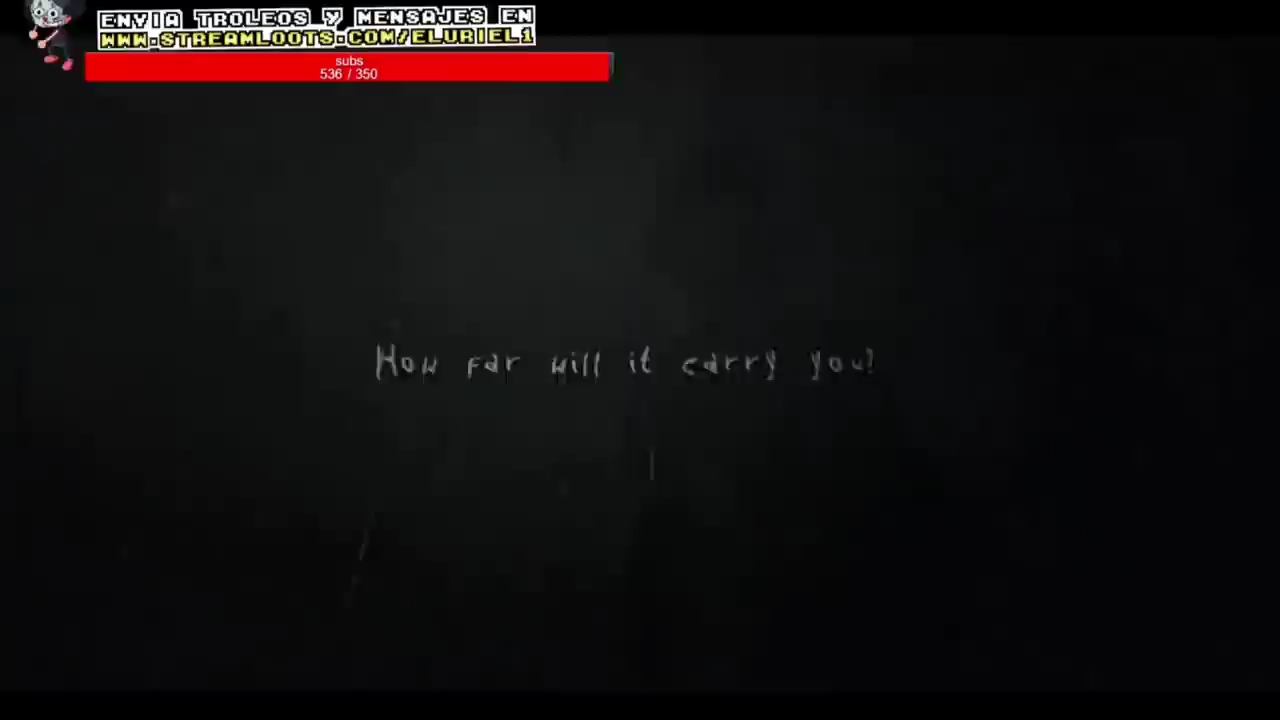 ENVIA TROLEOS Y MENSAJES EN
WWW.STREAMLOOTS.COM/ELURIEL1
subs
536 / 350
How far will it carry you?